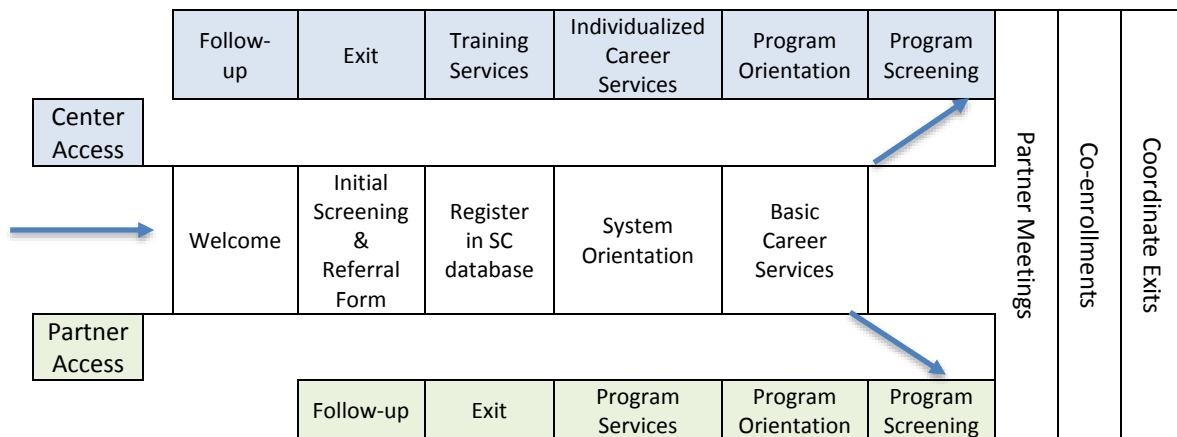 Follow-
up
Exit
Training
Services
Individualized
Career
Services
Program
Orientation
Program
Screening
Center
Access
Welcome
Initial
Screening
&
Referral
Form
Register
in SC
database
System
Orientation
Basic
Career
Services
Partner
Access
Follow-up
Exit
Program
Services
Program
Orientation
Program
Screening
Partner Meetings
Co-enrollments
Coordinate Exits